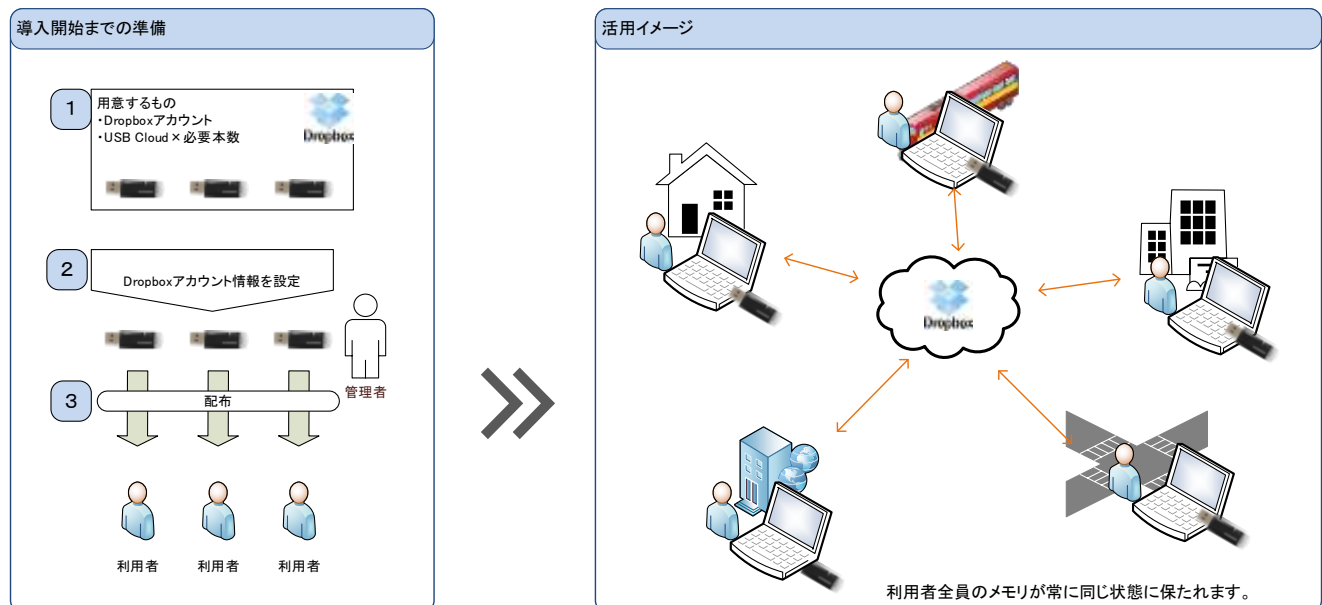 導入開始までの準備
1
用意するもの
・Dropboxアカウント
・USB Cloud×必要本数
Dropbox
2
Dropboxアカウント情報を設定
管理者
3
配布
利用者
利用者
利用者
活用イメージ
Dropbox
利用者全員のメモリが常に同じ状態に保たれます。